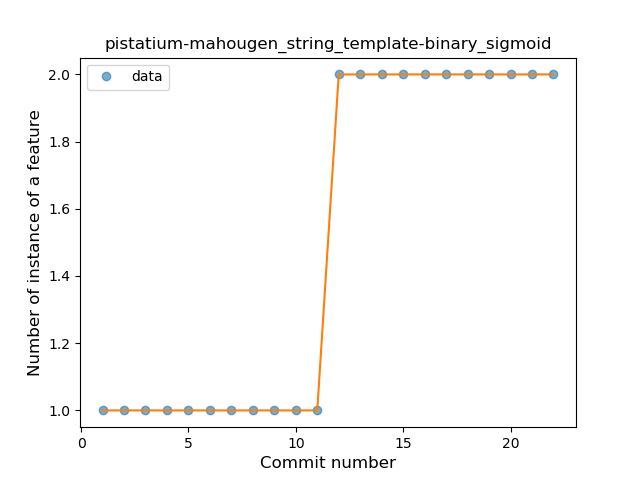 pistatium-mahougen_string_template-binary_sigmoid
data
Number of instance of a feature
2.0
1.8
1.6
1.4
1.2
1.0
0 5 10 15 20
Commit number